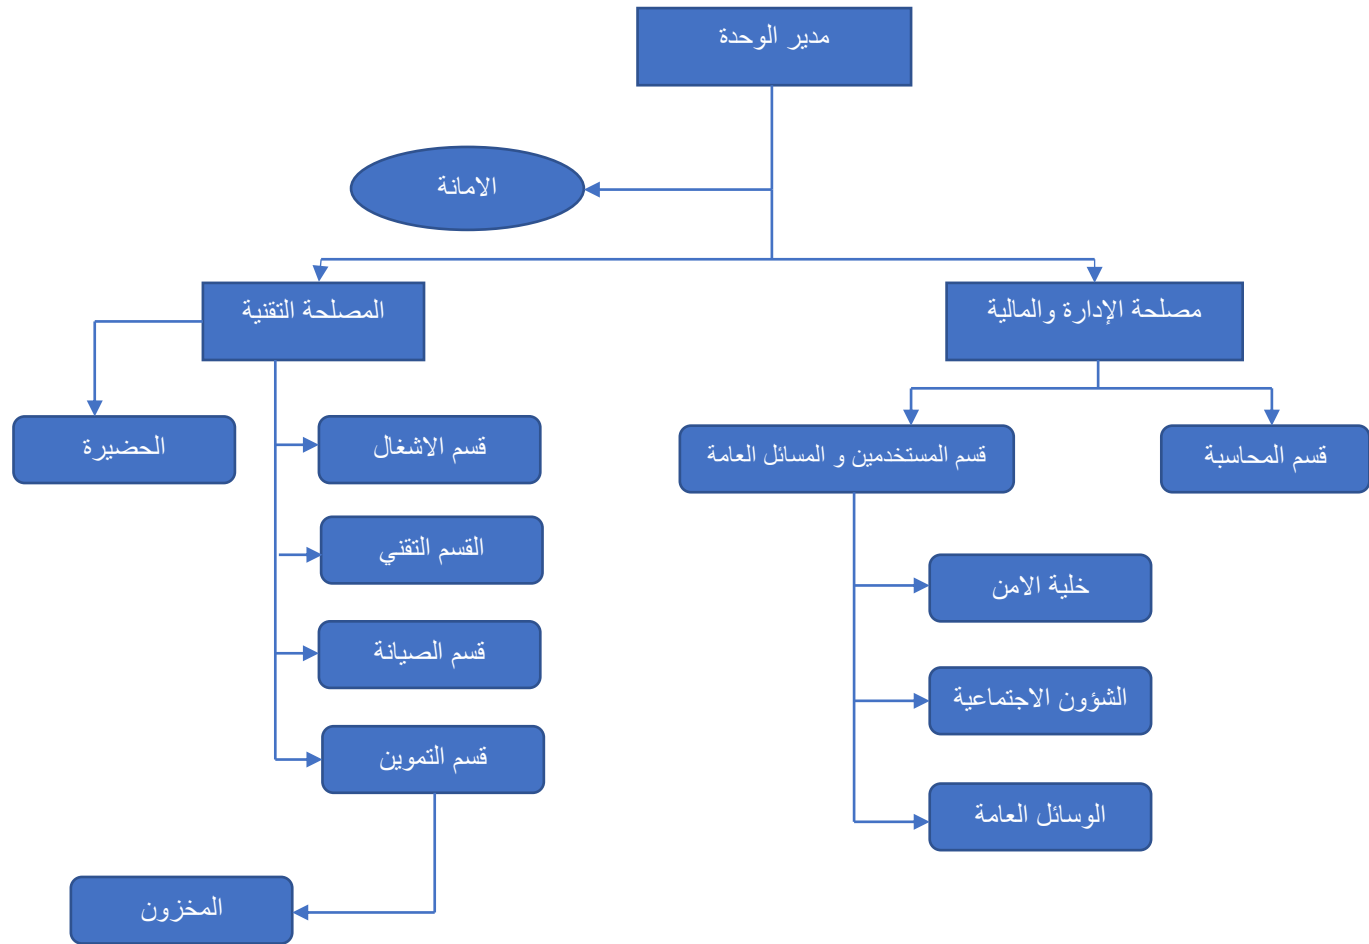 مدير الوحدة
الامانة
مصلحة الإدارة والمالية
المصلحة التقنية
قسم المحاسبة
قسم المستخدمين و المسائل العامة
قسم الاشغال
الحضيرة
القسم التقني
خلية الامن
قسم الصيانة
الشؤون الاجتماعية
قسم التموين
الوسائل العامة
المخزون